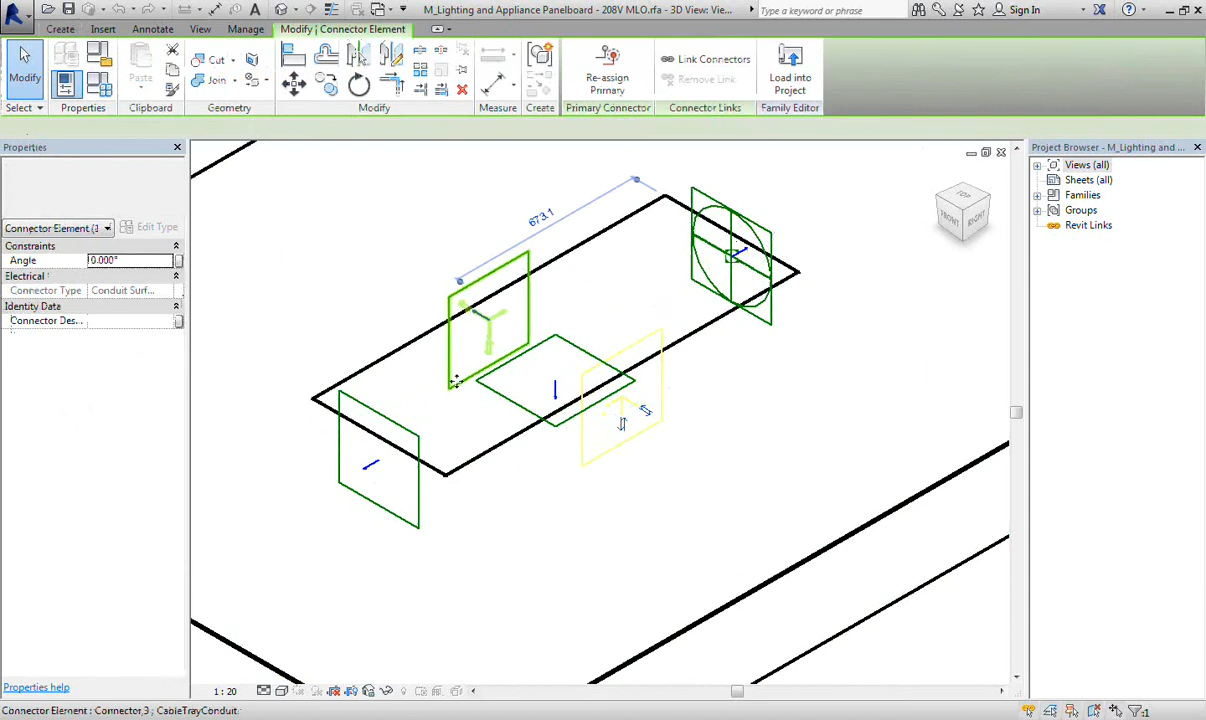 M_Lighting and Appliance Panelboard - 208V MLO.rfa - 3D View: Vie...
Type a keyword or phrase
Sign In
Create
Insert
Annotate
View
Manage
Modify | Connector Element
Modify
Paste
Cut
Join
Re-assign
Primary
Link Connectors
Remove Link
Load into
Project
Select
Properties
Clipboard
Geometry
Modify
Measure
Create
Primary Connector
Connector Links
Family Editor
Properties
Connector Element (1
Edit Type
Constraints
Angle
0.000°
Electrical
Connector Type
Conduit Surf...
Identity Data
Connector Des...
673.1
TOP
FRONT
RIGHT
Project Browser - M_Lighting and ...
Views (all)
Sheets (all)
Families
Groups
Revit Links
Properties help
1 : 20
Connector Element : Connector,3 ; CableTrayConduit.
:1